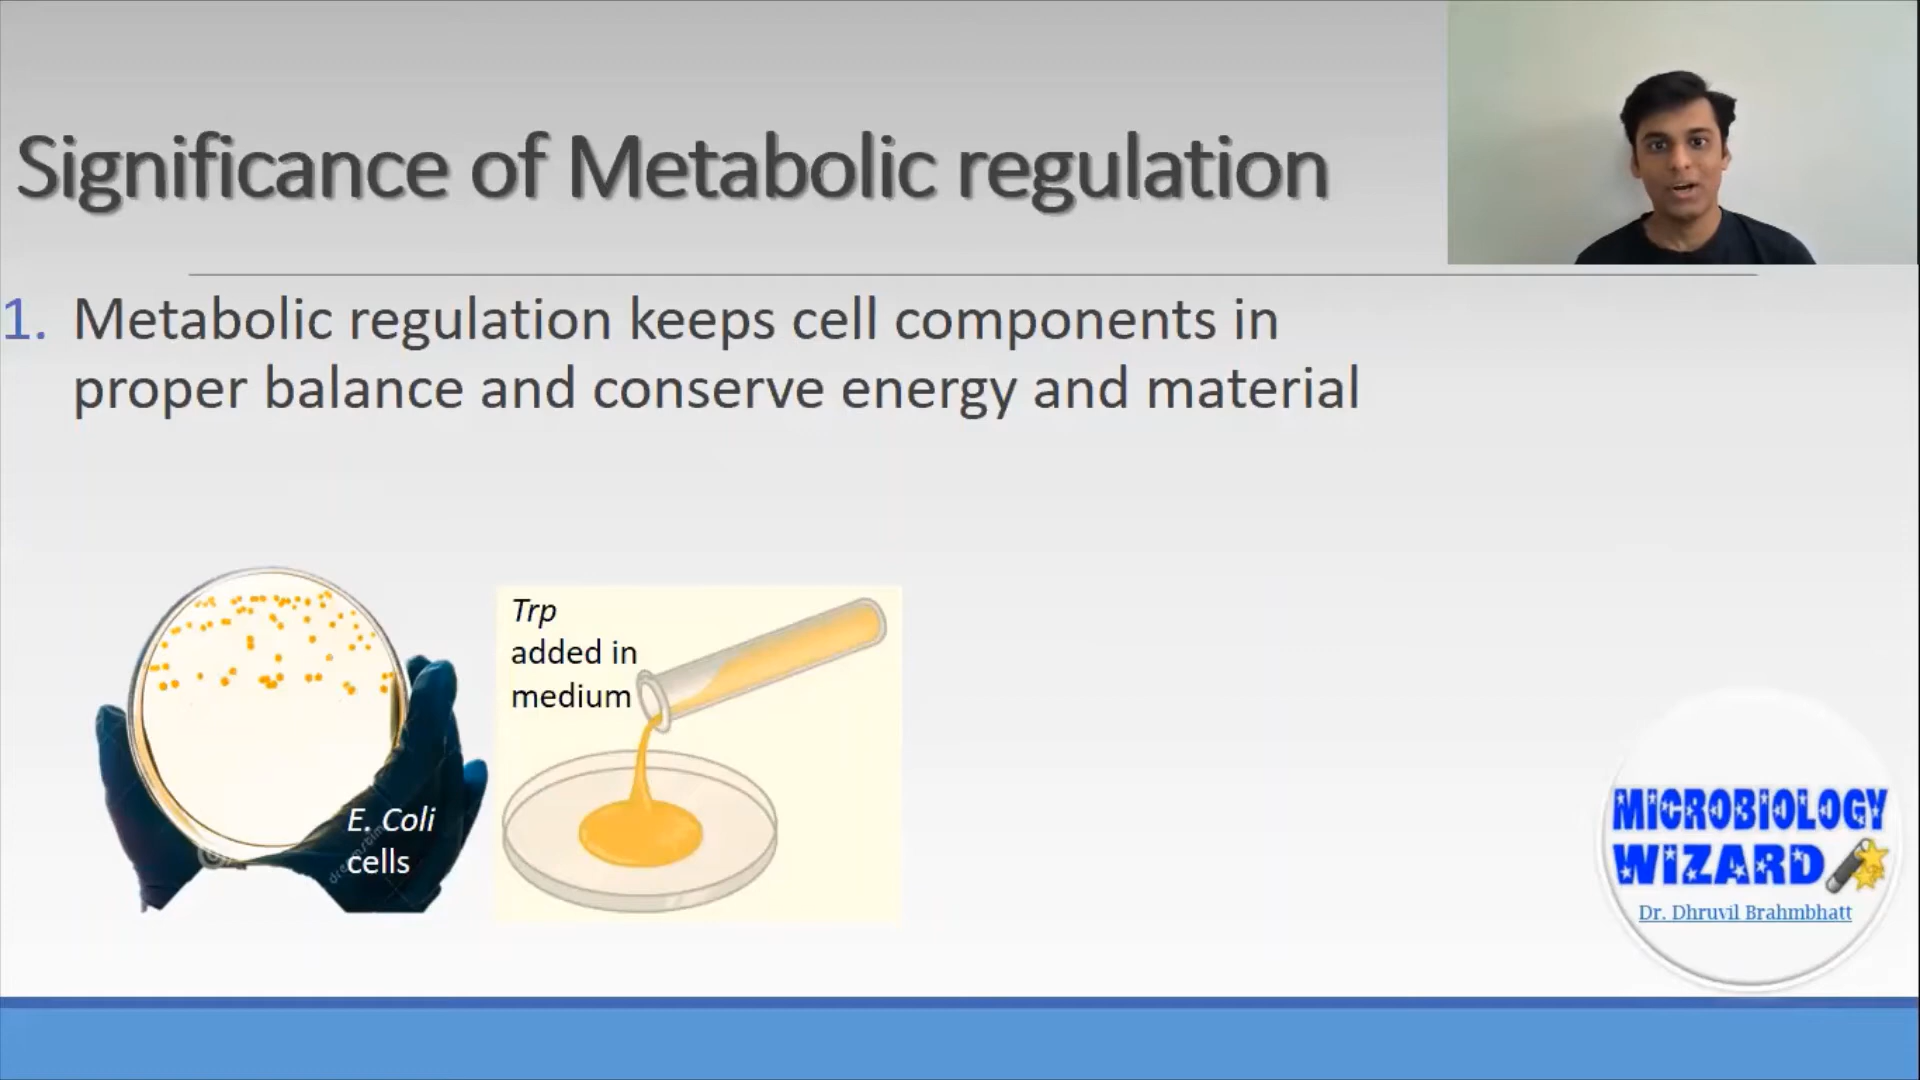 Significance of Metabolic regulation
1. Metabolic regulation keeps cell components in
proper balance and conserve energy and material
E. Coli
cells
Trp
added in
medium
MICROBIOLOGY
WIZARD
Dr. Dhruvil Brahmbhatt